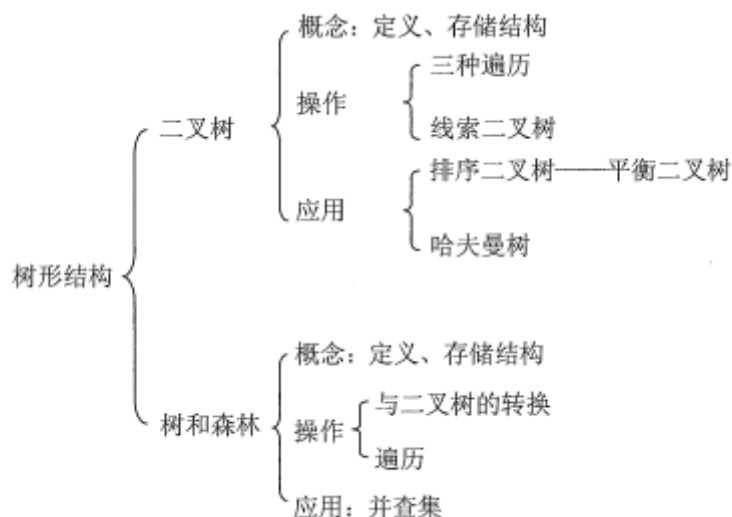 概念：定义、存储结构
三种遍历
操作
线索二叉树
二叉树
排序二叉树——平衡二叉树
应用
哈夫曼树
树形结构
概念：定义、存储结构
与二叉树的转换
树和森林
操作
遍历
应用：并查集